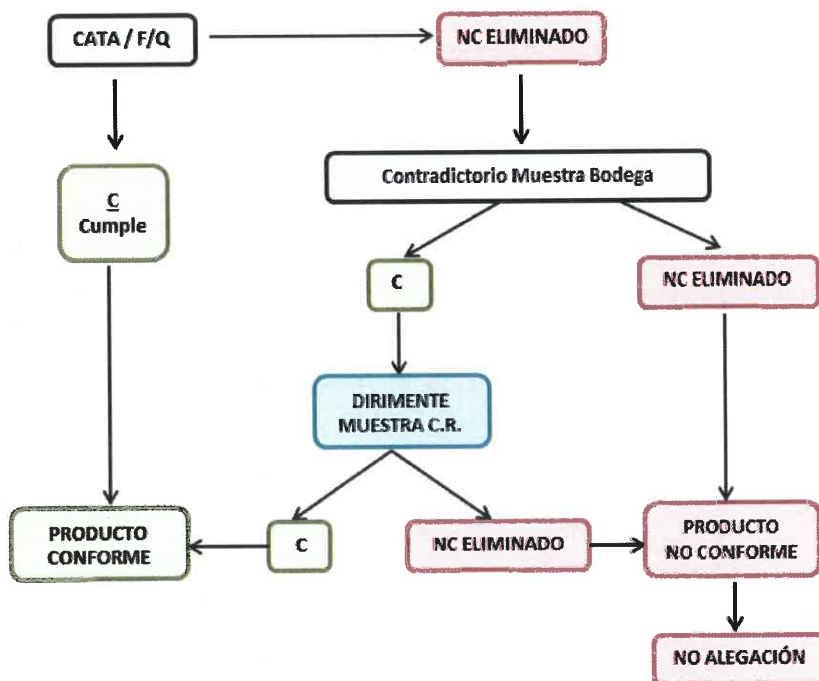 CATA / F/Q
NC ELIMINADO
C
Cumple
Contradictorio Muestra Bodega
C
NC ELIMINADO
DIRIMENTE
MUESTRA C.R.
PRODUCTO
CONFORME
C
NC ELIMINADO
PRODUCTO
NO CONFORME
NO ALEGACIÓN